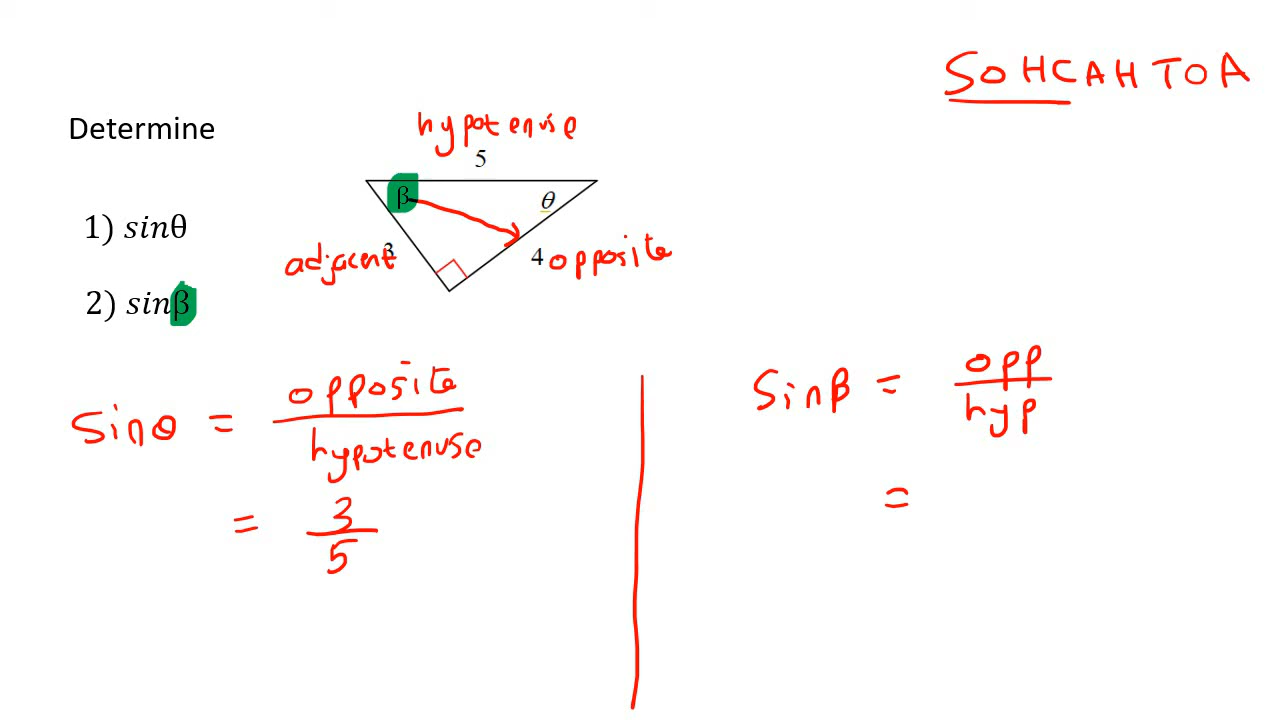 SOHCAHTOA
Determine
hypotenuse
5
β
θ
1) sinθ
adjacent
3
4
opposite
2) sinβ
sinθ = opposite / hypotenuse
= 3 / 5
sinβ = opp / hyp
=